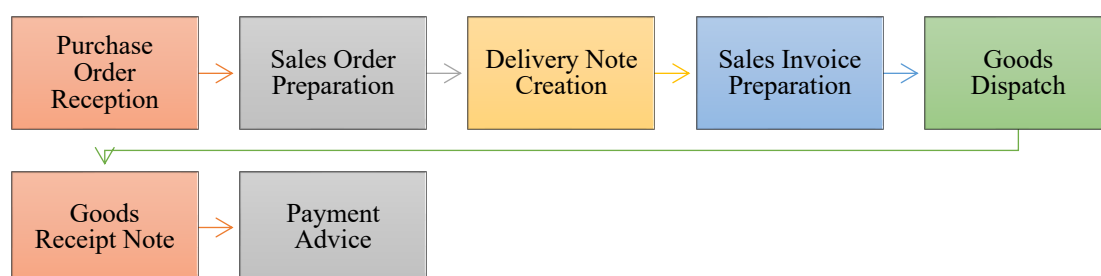 Purchase
Order
Reception
Sales Order
Preparation
Delivery Note
Creation
Sales Invoice
Preparation
Goods
Dispatch
Goods
Receipt Note
Payment
Advice